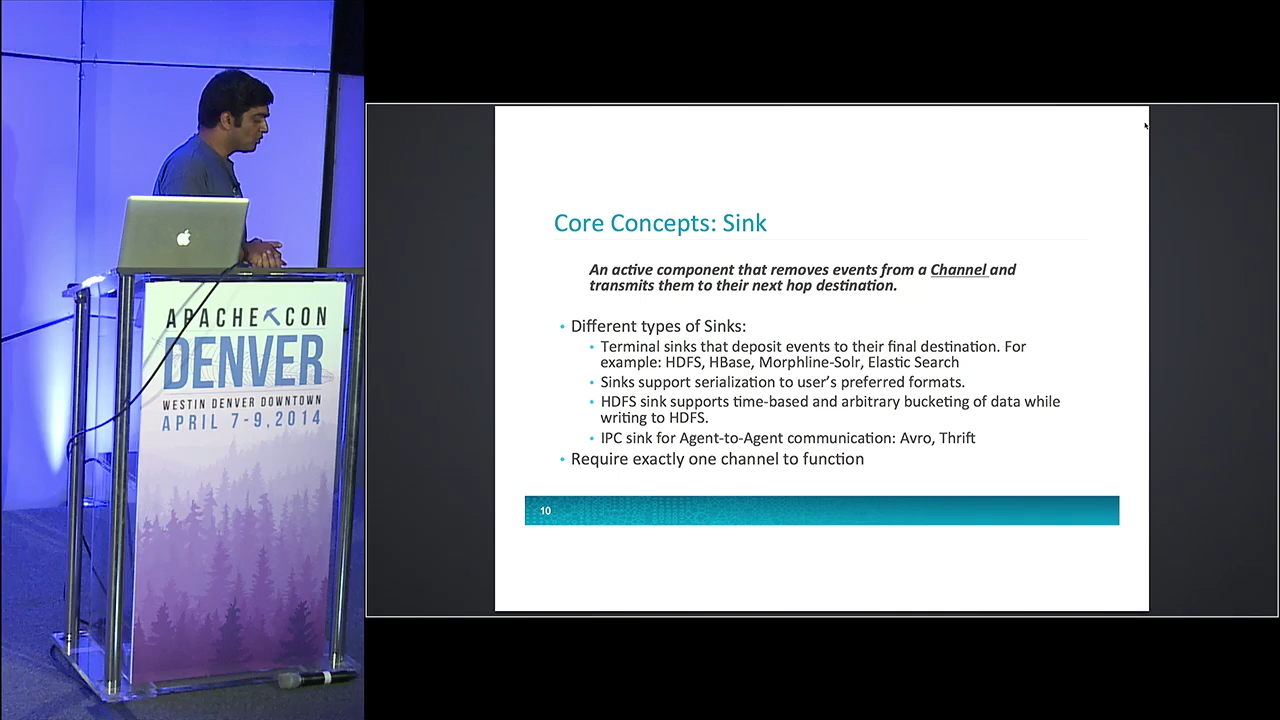 APACHE CON
DENVER
WESTIN DENVER DOWNTOWN
APRIL 7-9, 2014
Core Concepts: Sink
An active component that removes events from a Channel and
transmits them to their next hop destination.
• Different types of Sinks:
• Terminal sinks that deposit events to their final destination. For
example: HDFS, HBase, Morphline-Solr, Elastic Search
• Sinks support serialization to user's preferred formats.
• HDFS sink supports time-based and arbitrary bucketing of data while
writing to HDFS.
• IPC sink for Agent-to-Agent communication: Avro, Thrift
• Require exactly one channel to function
10